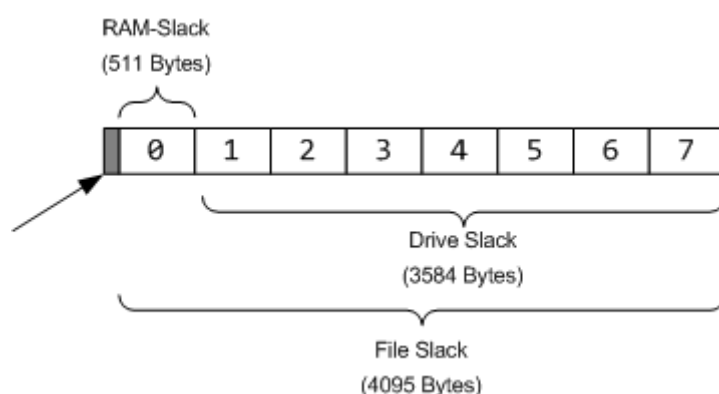 RAM-Slack
(511 Bytes)
0 1 2 3 4 5 6 7
Drive Slack
(3584 Bytes)
File Slack
(4095 Bytes)